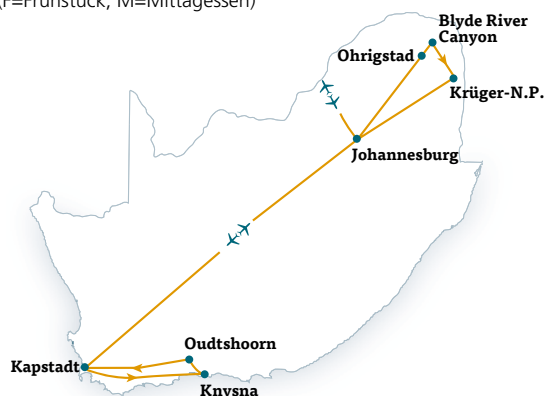 (F=Frühstück, M=Mittagessen)
Blyde River
Canyon
Ohrigstad
Krüger-N.P.
Johannesburg
Oudtshoorn
Kapstadt
Knysna